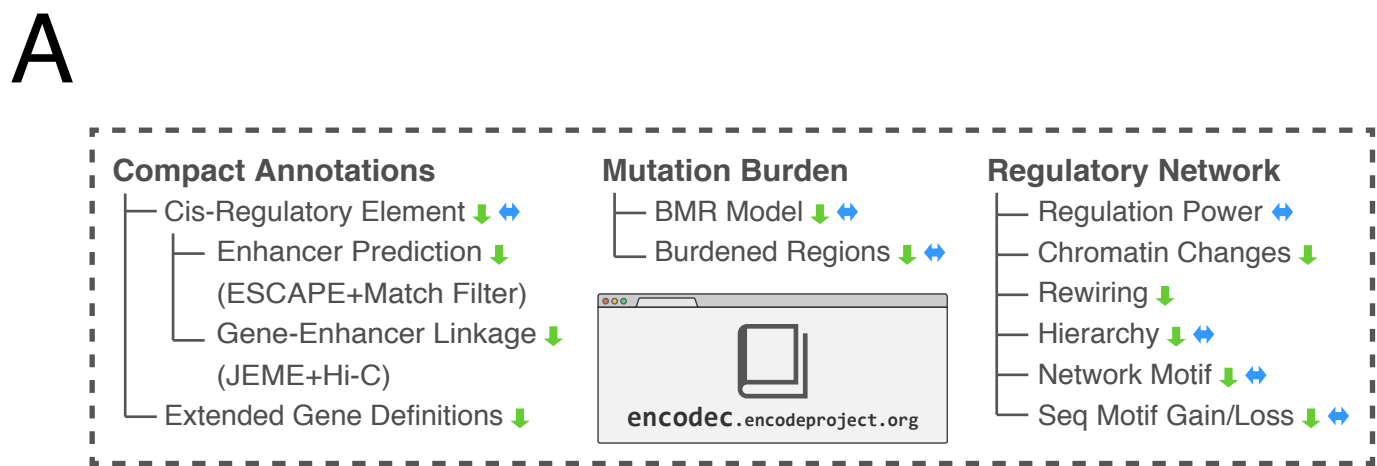 A
Compact Annotations
Cis-Regulatory Element
Enhancer Prediction
(ESCAPE+Match Filter)
Gene-Enhancer Linkage
(JEME+Hi-C)
Extended Gene Definitions
Mutation Burden
BMR Model
Burdened Regions
encodec.encodeproject.org
Regulatory Network
Regulation Power
Chromatin Changes
Rewiring
Hierarchy
Network Motif
Seq Motif Gain/Loss